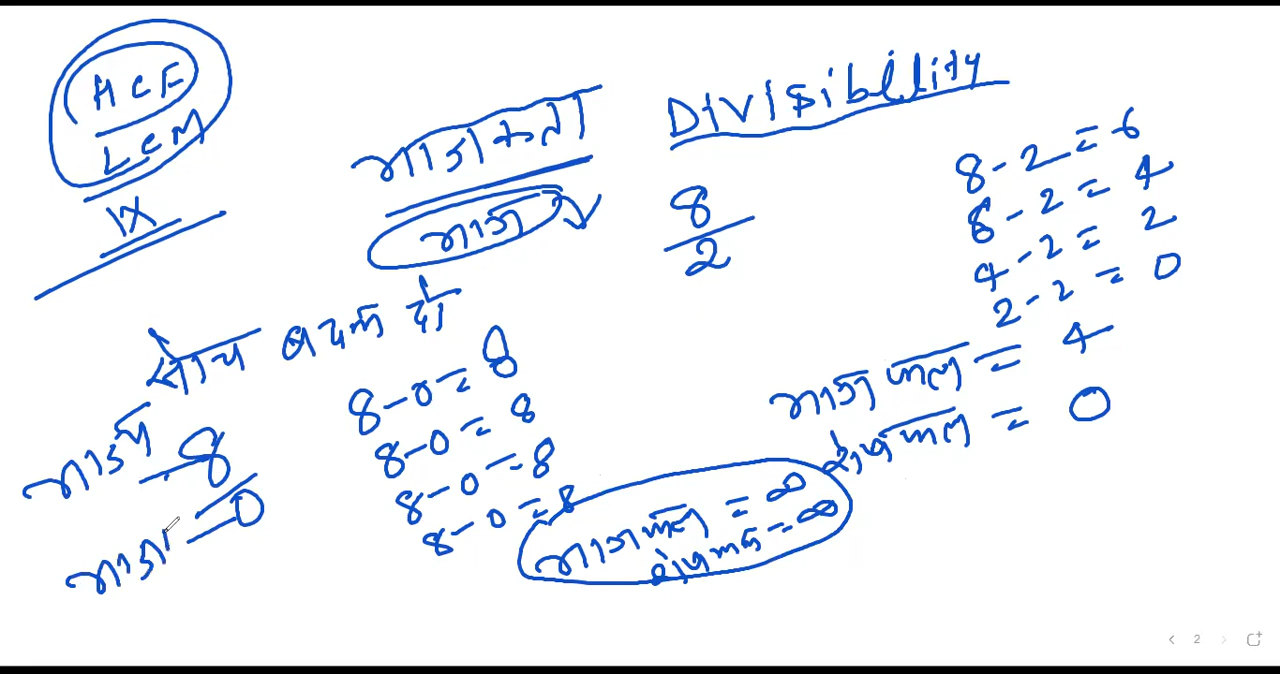 HCF
LCM
IX
भाजकता
Divisibility
भाग
8
2
8-2=6
8-2=4
4-2=2
2-2=0
भागफल = 4
शेषफल = 0
8-0=8
8-0=8
8-0=8
8-0=8
भाज्य 8
भाजक = 0
भागफल = ∞
शेषफल = ∞
2